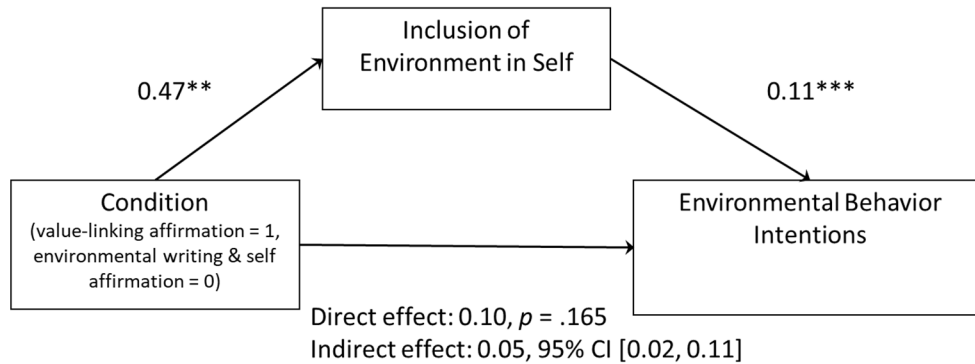 Inclusion of
Environment in Self
0.47**
0.11***
Condition
(value-linking affirmation = 1,
environmental writing & self
affirmation = 0)
Environmental Behavior
Intentions
Direct effect: 0.10, p = .165
Indirect effect: 0.05, 95% CI [0.02, 0.11]